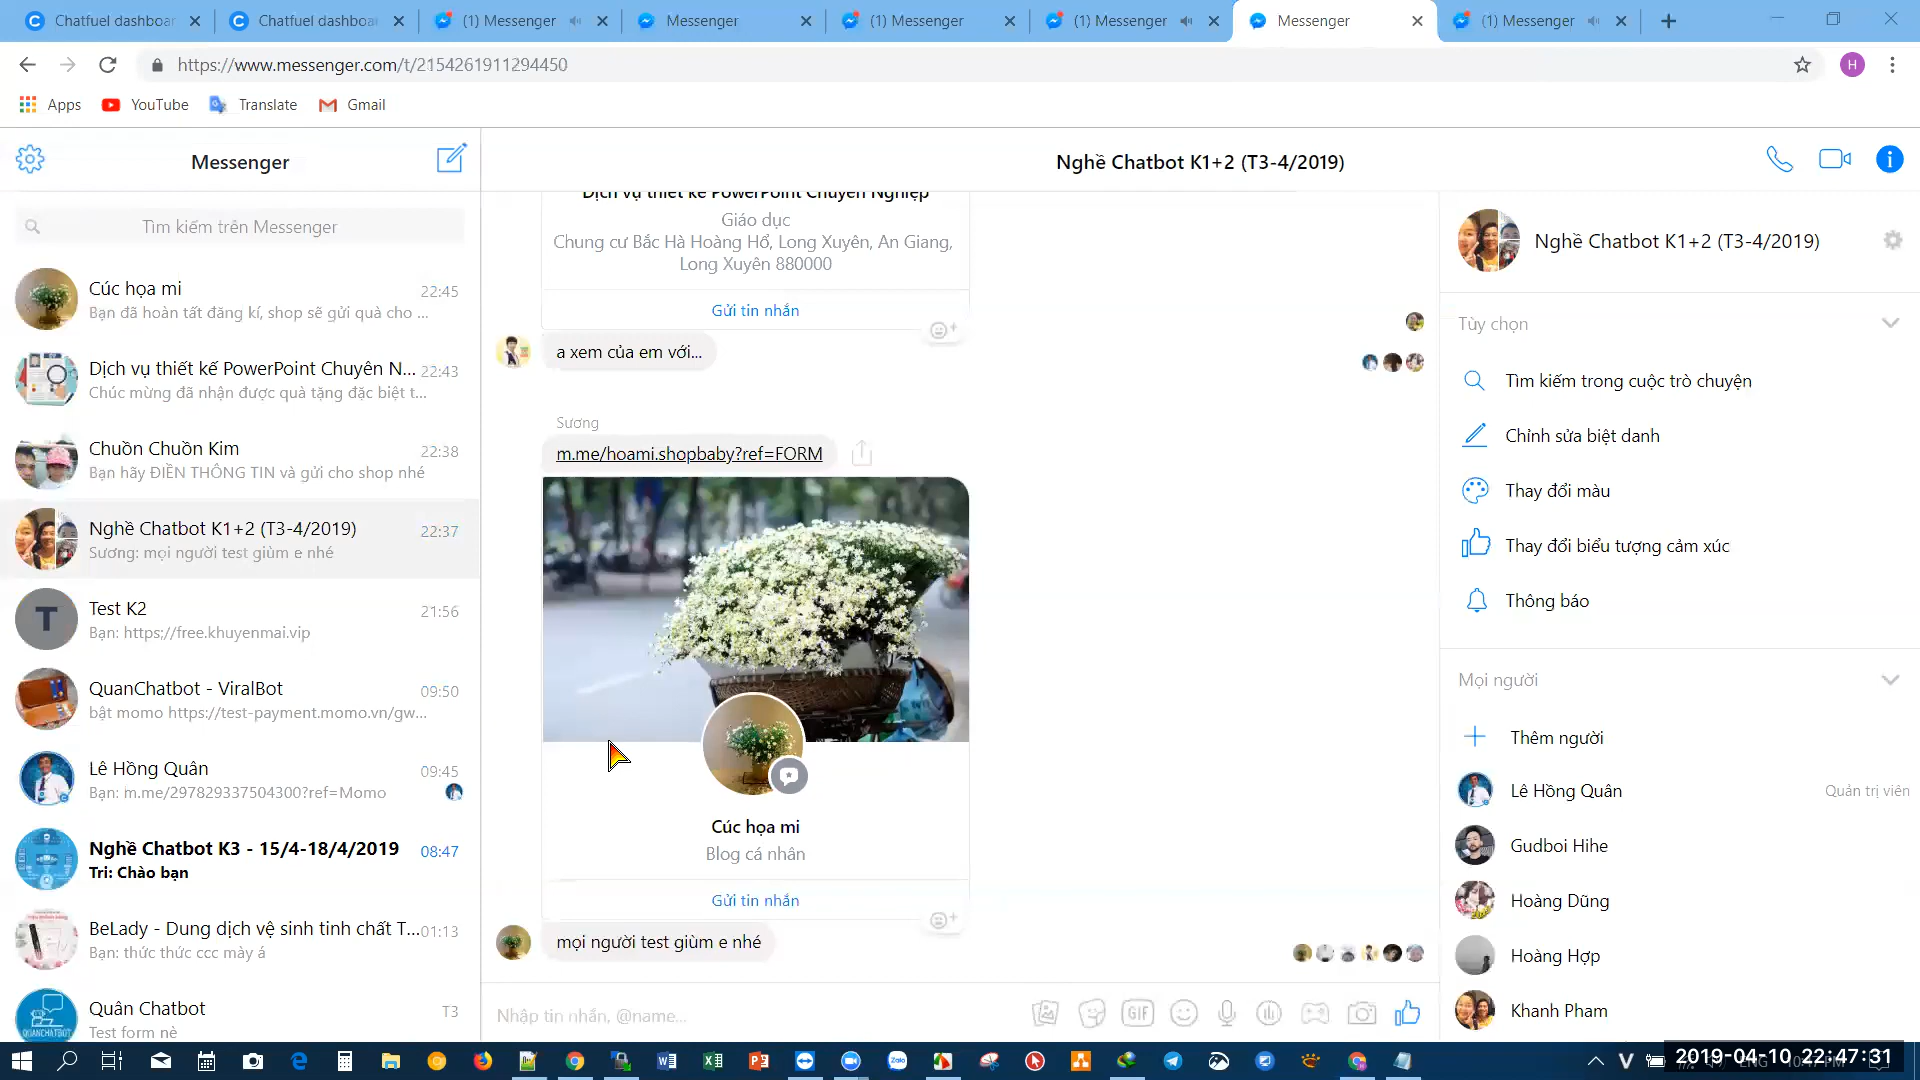 Chatfuel dashboar
Chatfuel dashboa
(1) Messenger
Messenger
(1) Messenger
(1) Messenger
Messenger
(1) Messenger
https://www.messenger.com/t/2154261911294450
H
Apps
YouTube
Translate
Gmail
Messenger
Tìm kiếm trên Messenger
Cúc họa mi
22:45
Bạn đã hoàn tất đăng kí, shop sẽ gửi quà cho ...
Dịch vụ thiết kế PowerPoint Chuyên N...
22:43
Chúc mừng đã nhận được quà tặng đặc biệt t...
Chuồn Chuồn Kim
22:38
Bạn hãy ĐIỀN THÔNG TIN và gửi cho shop nhé
Nghề Chatbot K1+2 (T3-4/2019)
22:37
Sương: mọi người test giùm e nhé
T
Test K2
21:56
Bạn: https;//free.khuyenmai.vip
QuanChatbot - ViralBot
09:50
bật momo https://test-payment.momo.vn/gw...
Lê Hồng Quân
09:45
Bạn: m.me/297829337504300?ref=Momo
Nghề Chatbot K3 - 15/4-18/4/2019
08:47
Tri: Chào bạn
BeLady - Dung dịch vệ sinh tinh chất T...
01:13
Bạn: thức thức ccc mày á
QUANCHATBOT
Quân Chatbot
T3
Test form nè
Nghề Chatbot K1+2 (T3-4/2019)
Dịch vụ thiết kế PowerPoint Chuyên Nghiệp
Giáo dục
Chung cư Bắc Hà Hoàng Hổ, Long Xuyên, An Giang,
Long Xuyên 880000
Gửi tin nhắn
a xem của em với...
Sương
m.me/hoami.shopbaby?ref=FORM
Cúc họa mi
Blog cá nhân
Gửi tin nhắn
mọi người test giùm e nhé
Nhập tin nhắn, @name...
GIF
Nghề Chatbot K1+2 (T3-4/2019)
Tùy chọn
Tìm kiếm trong cuộc trò chuyện
Chỉnh sửa biệt danh
Thay đổi màu
Thay đổi biểu tượng cảm xúc
Thông báo
Mọi người
Thêm người
Lê Hồng Quân
Quản trị viên
Gudboi Hihe
Hoàng Dũng
Hoàng Hợp
Khanh Pham
Zalo
V
2019-04-10 22:47:31